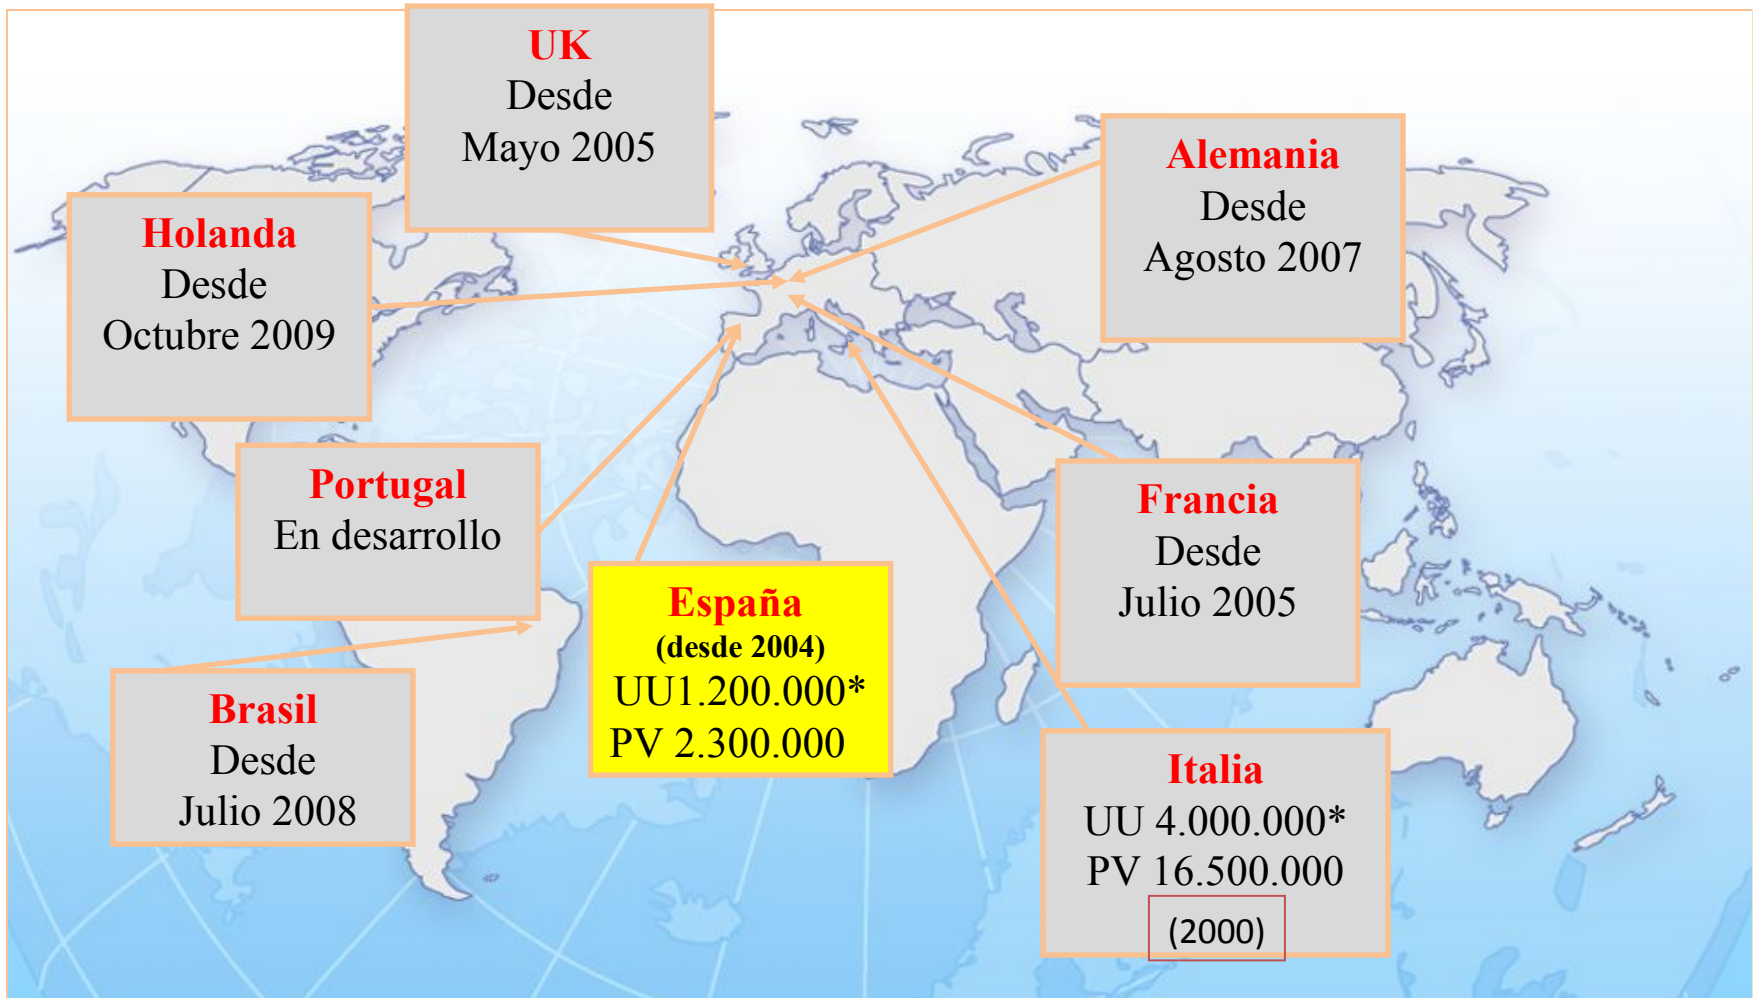 UK
Desde
Mayo 2005
Alemania
Desde
Agosto 2007
Holanda
Desde
Octubre 2009
Portugal
En desarrollo
Francia
Desde
Julio 2005
España
(desde 2004)
UU1.200.000*
PV 2.300.000
Brasil
Desde
Julio 2008
Italia
UU 4.000.000*
PV 16.500.000
(2000)